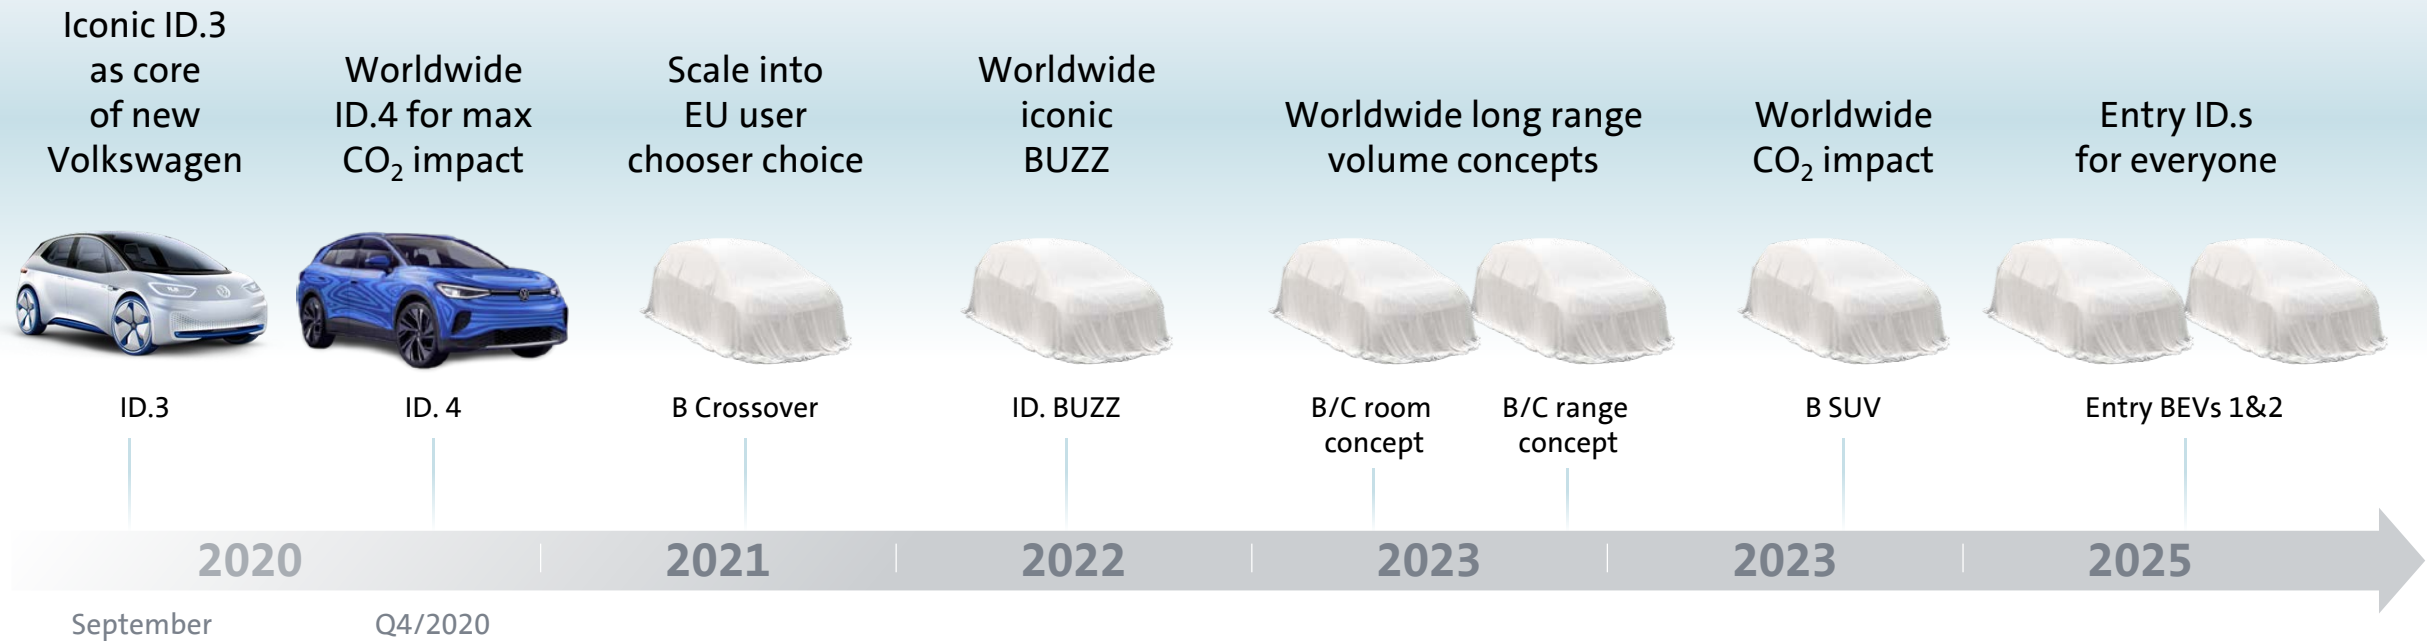 Iconic ID.3
as core
of new
Volkswagen
Worldwide
ID.4 for max
CO₂ impact
Scale into
EU user
chooser choice
Worldwide
iconic
BUZZ
Worldwide long range
volume concepts
Worldwide
CO₂ impact
Entry ID.s
for everyone
ID.3
ID. 4
B Crossover
ID. BUZZ
B/C room
concept
B/C range
concept
B SUV
Entry BEVs 1&2
2020
2021
2022
2023
2023
2025
September
Q4/2020